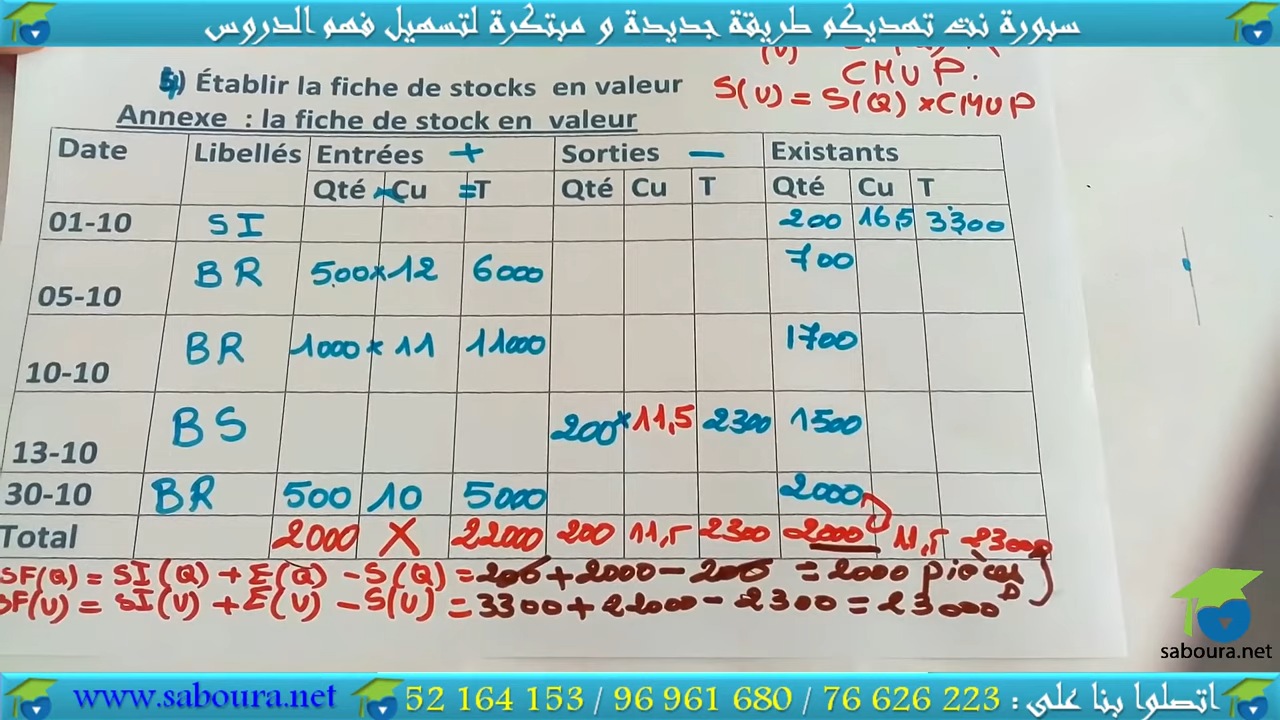 سبورة نت تهديكم طريقة جديدة و مبتكرة لتسهيل فهم الدروس
(V)
CMUP.
4) Établir la fiche de stocks en valeur
S(V) = S(Q) × CMUP
Annexe : la fiche de stock en valeur
Date Libellés Entrées + Sorties − Existants
Qté × Cu = T Qté Cu T Qté Cu T
01-10 SI 200 16,5 3300
05-10 BR 500 × 12 6000 700
10-10 BR 1000 × 11 11000 1700
13-10 BS 200 × 11,5 2300 1500
30-10 BR 500 10 5000 2000
Total 2000 X 22000 200 11,5 2300 2000 11,5 23000
SF(Q) = SI(Q) + E(Q) - S(Q) = 200 + 2000 - 200 = 2000 pièces
SF(V) = SI(V) + E(V) - S(V) = 3300 + 22000 - 2300 = 23000 D
saboura.net
www.saboura.net 52 164 153 / 96 961 680 / 76 626 223 : اتصلوا بنا على